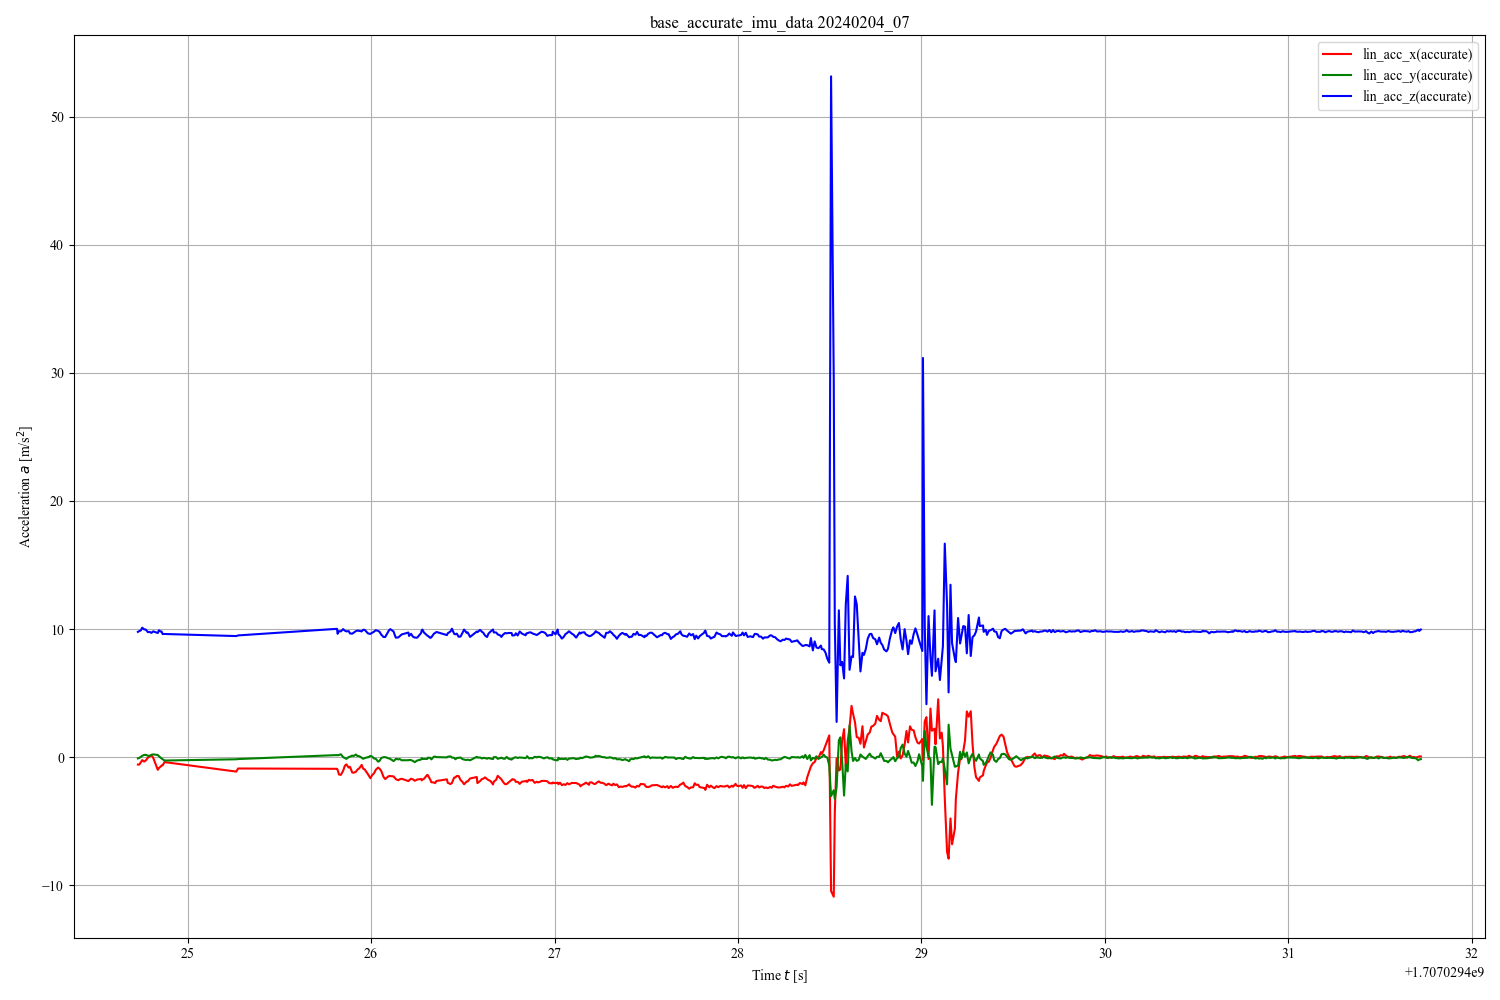 base_accurate_imu_data 20240204_07
lin_acc_x(accurate)
lin_acc_y(accurate)
lin_acc_z(accurate)
50
40
30
20
10
0
−10
Acceleration a [m/s²]
25 26 27 28 29 30 31 32
Time t [s]
+1.7070294e9